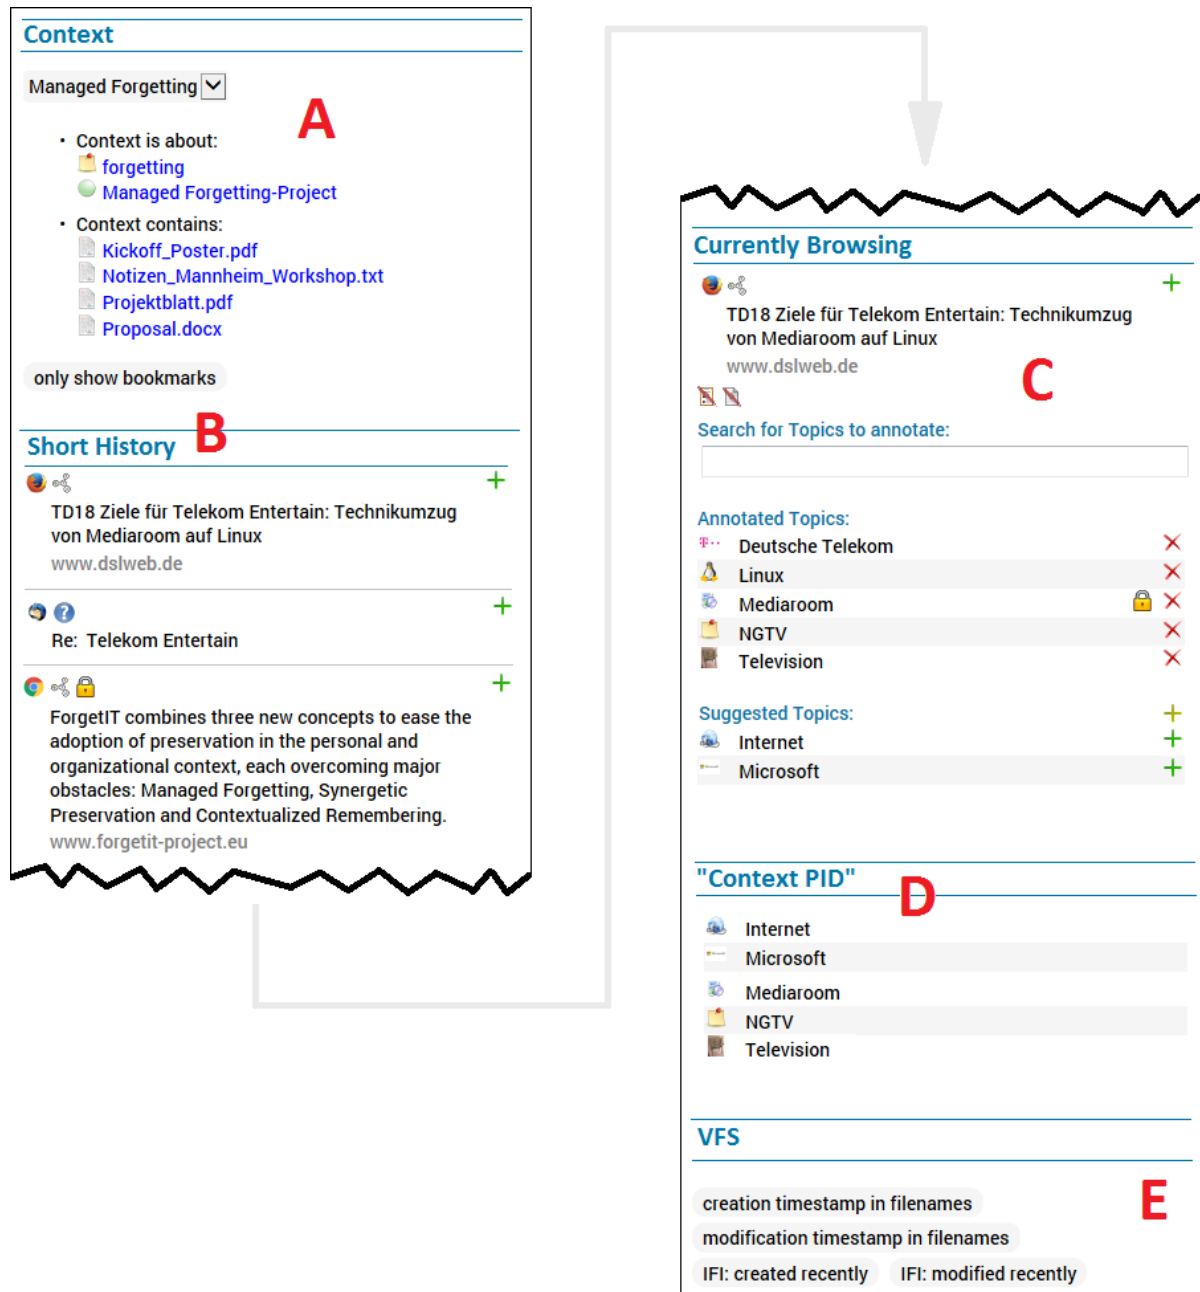 Context
Managed Forgetting
A
• Context is about:
forgetting
Managed Forgetting-Project
• Context contains:
Kickoff_Poster.pdf
Notizen_Mannheim_Workshop.txt
Projektblatt.pdf
Proposal.docx
only show bookmarks
B
Short History
TD18 Ziele für Telekom Entertain: Technikumzug
von Mediaroom auf Linux
www.dslweb.de
Re: Telekom Entertain
ForgetIT combines three new concepts to ease the
adoption of preservation in the personal and
organizational context, each overcoming major
obstacles: Managed Forgetting, Synergetic
Preservation and Contextualized Remembering.
www.forgetit-project.eu
Currently Browsing
TD18 Ziele für Telekom Entertain: Technikumzug
von Mediaroom auf Linux
www.dslweb.de
C
Search for Topics to annotate:
Annotated Topics:
Deutsche Telekom
Linux
Mediaroom
NGTV
Television
Suggested Topics:
Internet
Microsoft
"Context PID"
D
Internet
Microsoft
Mediaroom
NGTV
Television
VFS
E
creation timestamp in filenames
modification timestamp in filenames
IFI: created recently IFI: modified recently